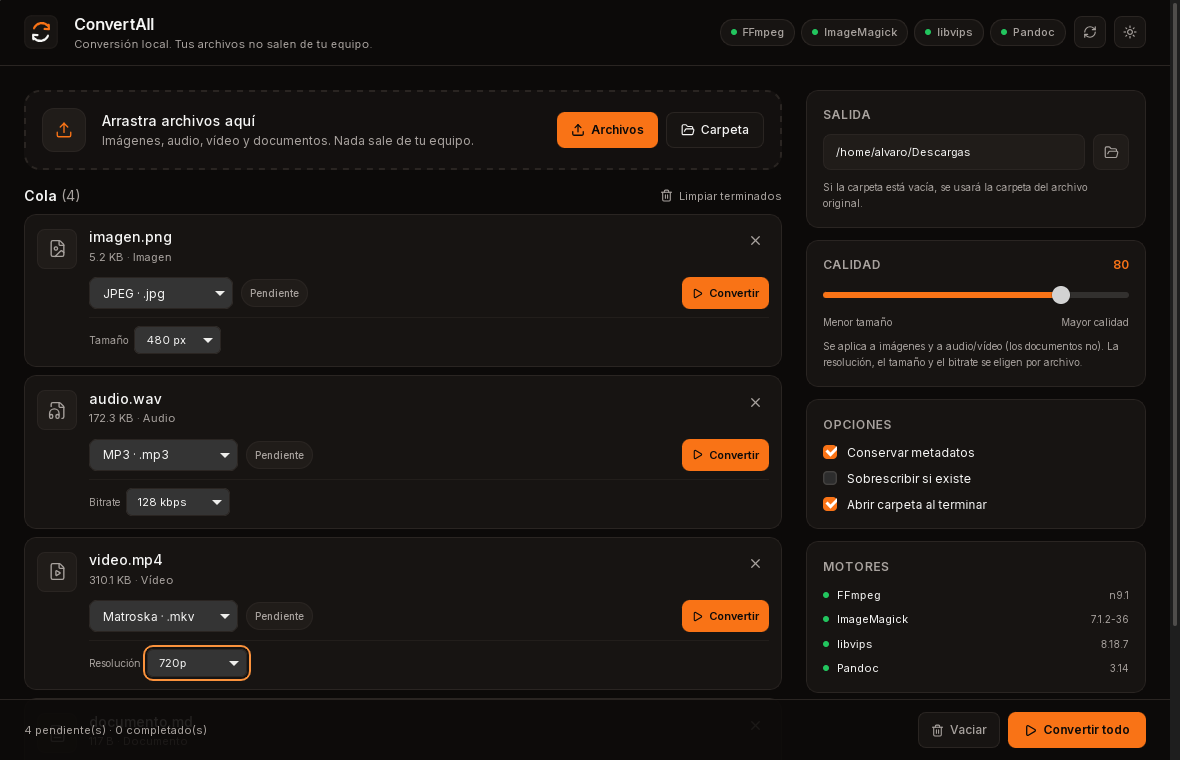 ConvertAll
Conversión local. Tus archivos no salen de tu equipo.
FFmpeg
ImageMagick
libvips
Pandoc
Arrastra archivos aquí
Imágenes, audio, vídeo y documentos. Nada sale de tu equipo.
Archivos
Carpeta
Cola (4)
Limpiar terminados
imagen.png
5.2 KB · Imagen
JPEG · .jpg
Pendiente
Convertir
Tamaño
480 px
audio.wav
172.3 KB · Audio
MP3 · .mp3
Pendiente
Convertir
Bitrate
128 kbps
video.mp4
310.1 KB · Vídeo
Matroska · .mkv
Pendiente
Convertir
Resolución
720p
documento.md
117 B · Documento
4 pendiente(s) · 0 completado(s)
Vaciar
Convertir todo
SALIDA
/home/alvaro/Descargas
Si la carpeta está vacía, se usará la carpeta del archivo
original.
CALIDAD
80
Menor tamaño
Mayor calidad
Se aplica a imágenes y a audio/vídeo (los documentos no). La
resolución, el tamaño y el bitrate se eligen por archivo.
OPCIONES
Conservar metadatos
Sobrescribir si existe
Abrir carpeta al terminar
MOTORES
FFmpeg
n9.1
ImageMagick
7.1.2-36
libvips
8.18.7
Pandoc
3.14